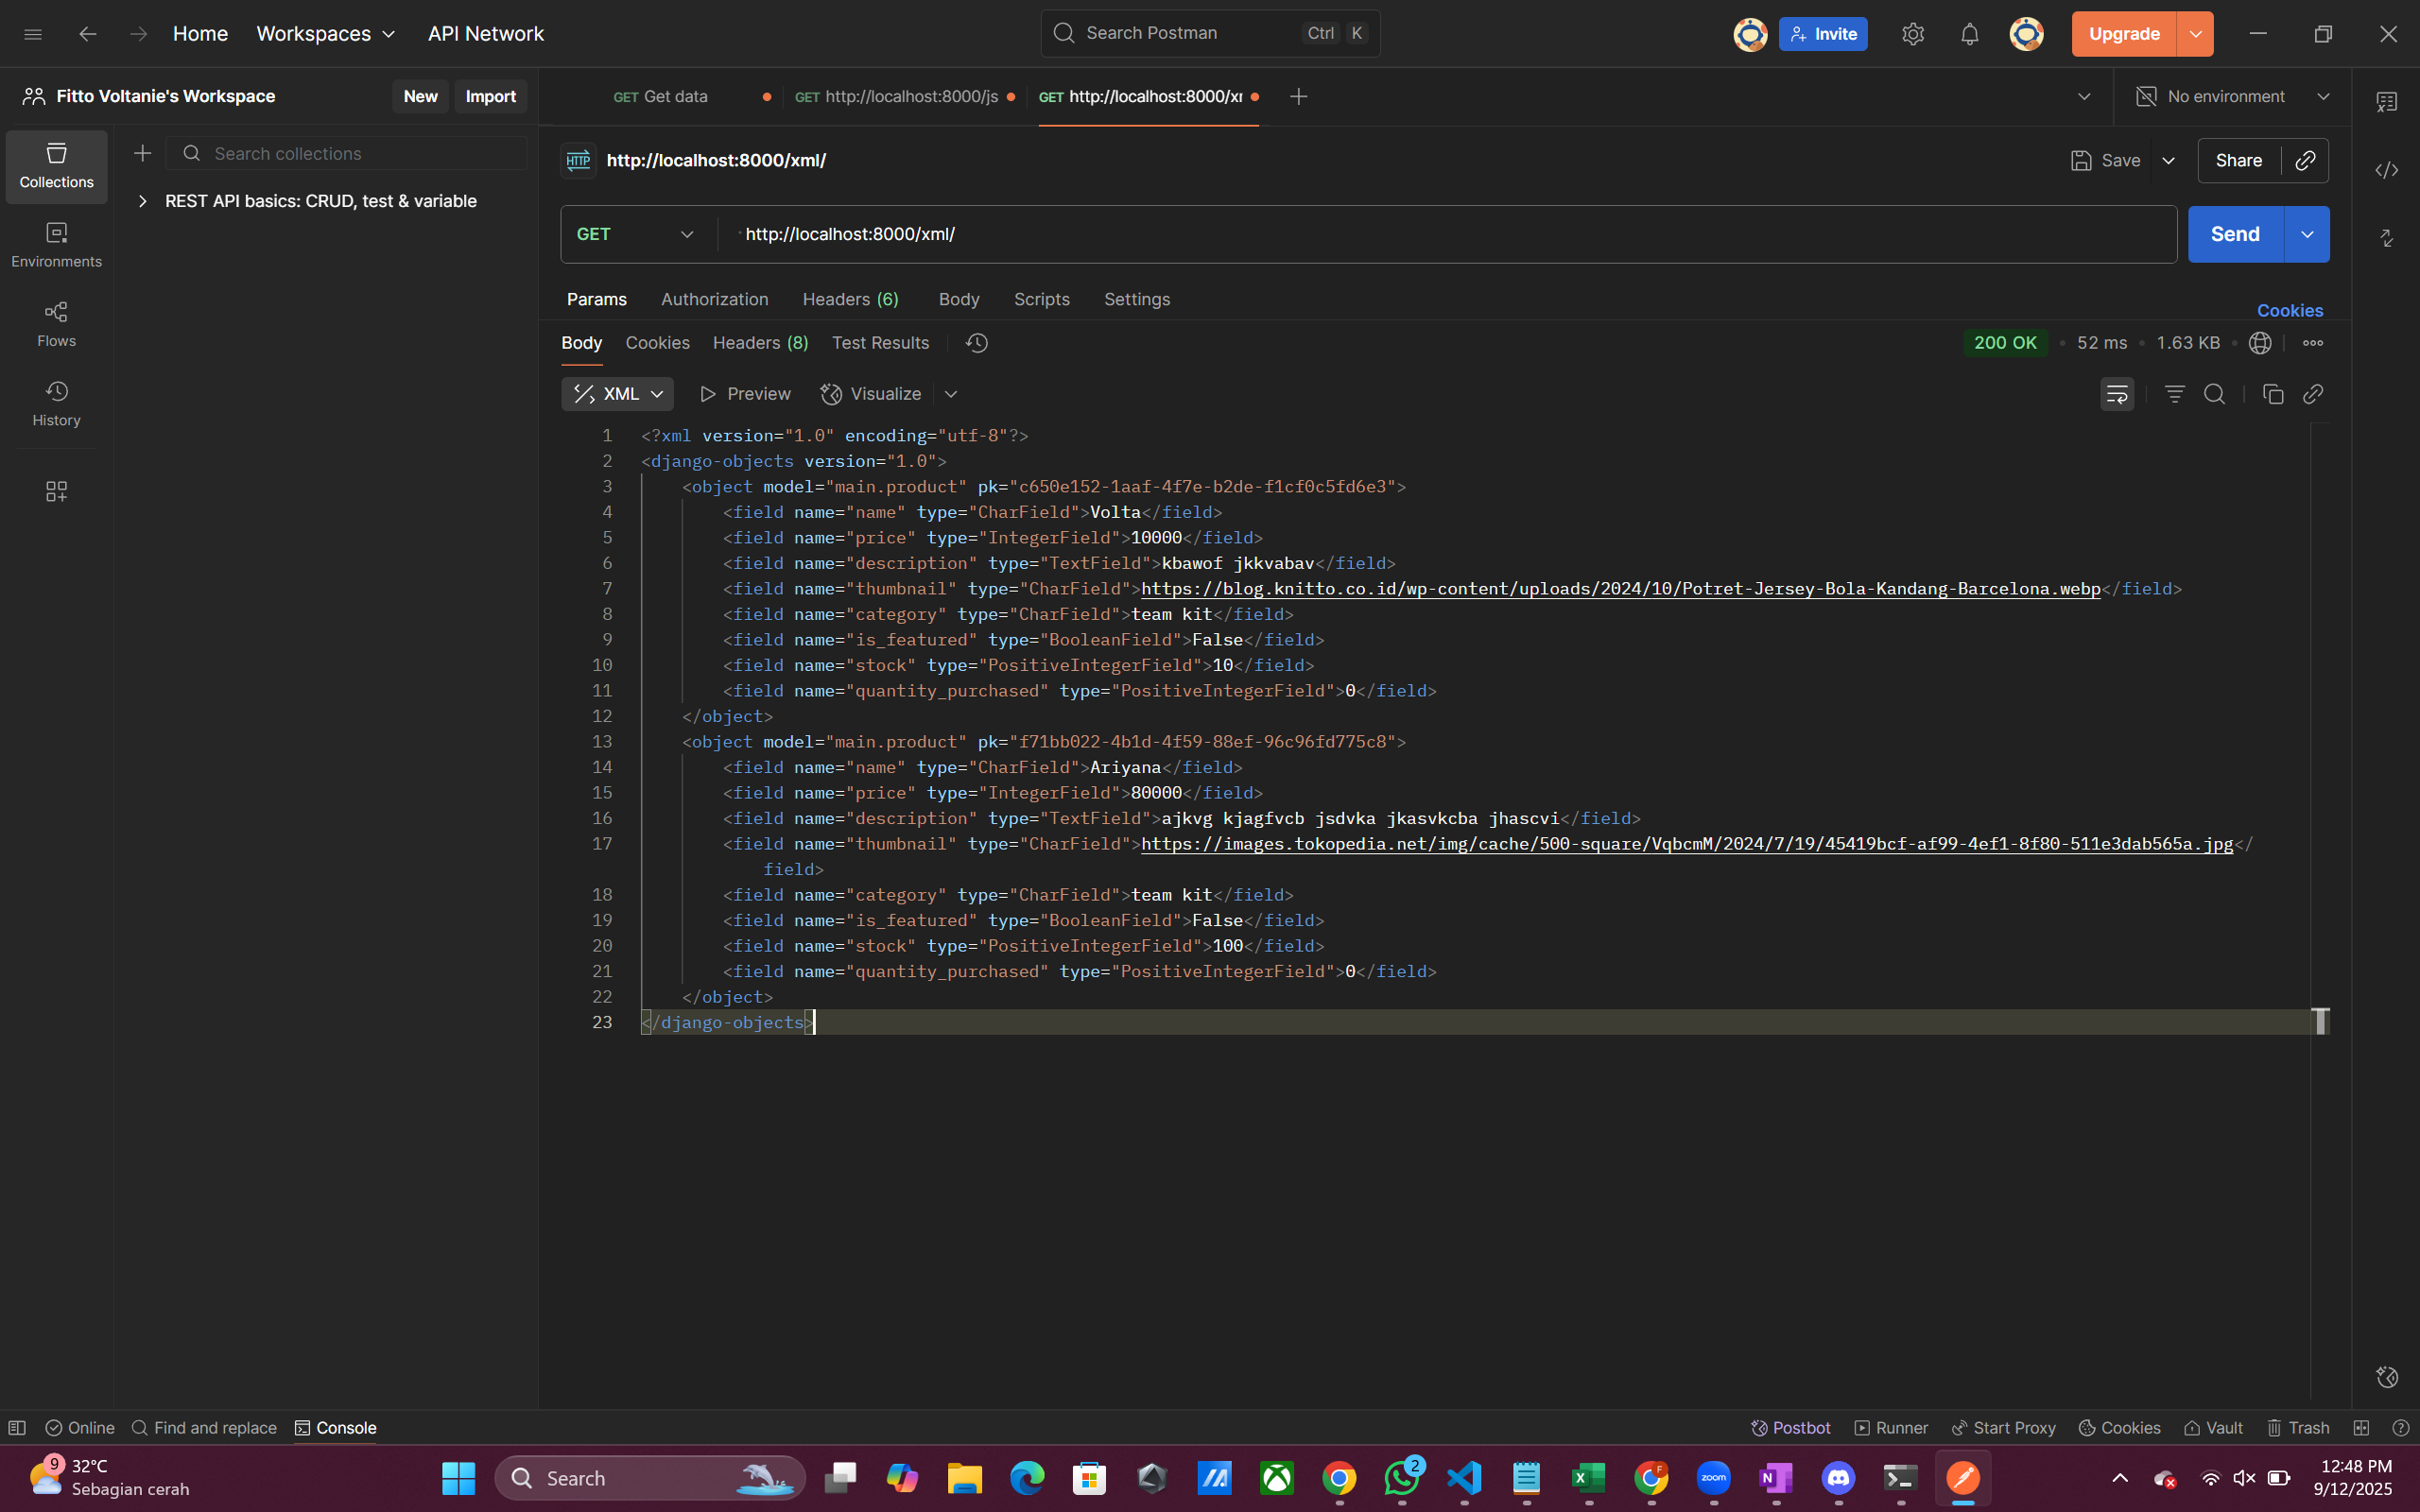 Home Workspaces API Network Search Postman Ctrl K Invite Upgrade
Fitto Voltanie's Workspace New Import GET Get data GET http://localhost:8000/js GET http://localhost:8000/xm No environment
Collections
Search collections
REST API basics: CRUD, test & variable
Environments
Flows
History
HTTP http://localhost:8000/xml/ Save Share
GET http://localhost:8000/xml/ Send
Params Authorization Headers (6) Body Scripts Settings
Cookies
Body Cookies Headers (8) Test Results 200 OK • 52 ms • 1.63 KB
XML Preview Visualize
1 <?xml version="1.0" encoding="utf-8"?>
2 <django-objects version="1.0">
3 <object model="main.product" pk="c650e152-1aaf-4f7e-b2de-f1cf0c5fd6e3">
4 <field name="name" type="CharField">Volta</field>
5 <field name="price" type="IntegerField">10000</field>
6 <field name="description" type="TextField">kbawof jkkvabav</field>
7 <field name="thumbnail" type="CharField">https://blog.knitto.co.id/wp-content/uploads/2024/10/Potret-Jersey-Bola-Kandang-Barcelona.webp</field>
8 <field name="category" type="CharField">team kit</field>
9 <field name="is_featured" type="BooleanField">False</field>
10 <field name="stock" type="PositiveIntegerField">10</field>
11 <field name="quantity_purchased" type="PositiveIntegerField">0</field>
12 </object>
13 <object model="main.product" pk="f71bb022-4b1d-4f59-88ef-96c96fd775c8">
14 <field name="name" type="CharField">Ariyana</field>
15 <field name="price" type="IntegerField">80000</field>
16 <field name="description" type="TextField">ajkvg kjagfvcb jsdvka jkasvkcba jhascvi</field>
17 <field name="thumbnail" type="CharField">https://images.tokopedia.net/img/cache/500-square/VqbcmM/2024/7/19/45419bcf-af99-4ef1-8f80-511e3dab565a.jpg</
field>
18 <field name="category" type="CharField">team kit</field>
19 <field name="is_featured" type="BooleanField">False</field>
20 <field name="stock" type="PositiveIntegerField">100</field>
21 <field name="quantity_purchased" type="PositiveIntegerField">0</field>
22 </object>
23 </django-objects>
Online Find and replace Console Postbot Runner Start Proxy Cookies Vault Trash
9 32°C
Sebagian cerah
Search
2
zoom
12:48 PM
9/12/2025